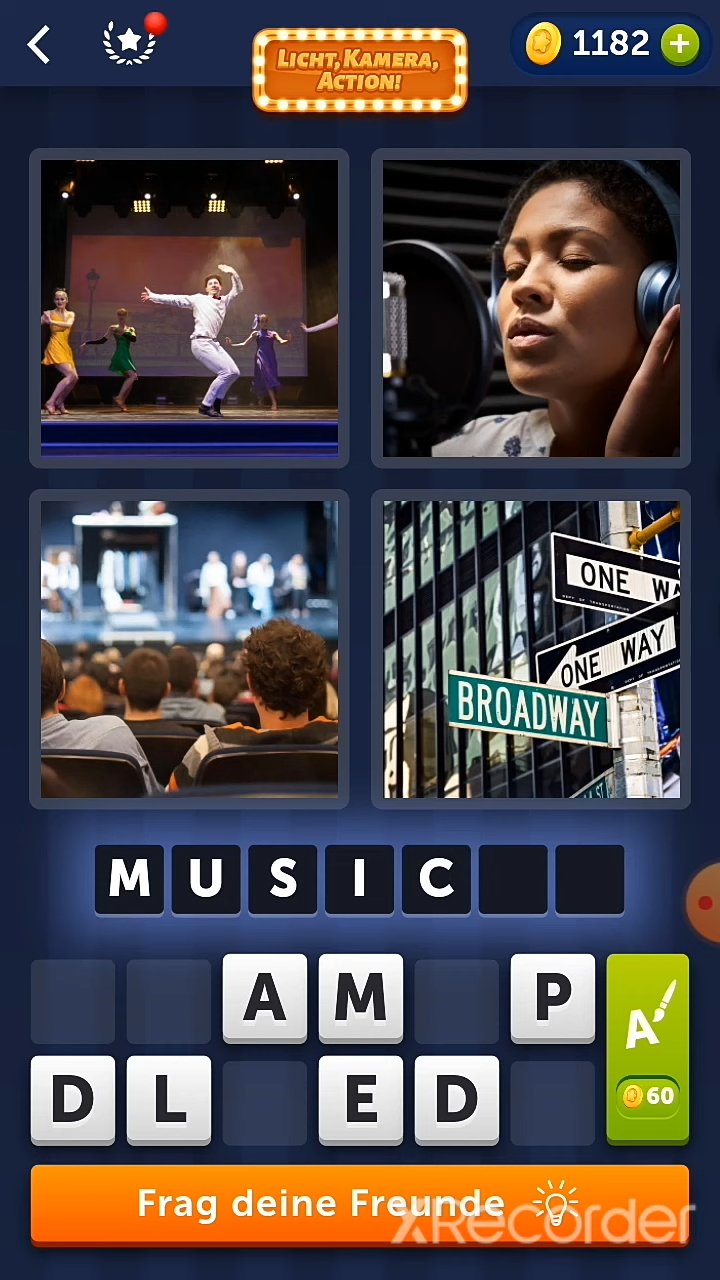 LICHT, KAMERA,
ACTION!
1182
ONE WA
ONE WAY
BROADWAY
M U S I C
A M P
A
D L E D
60
Frag deine Freunde
XRecorder